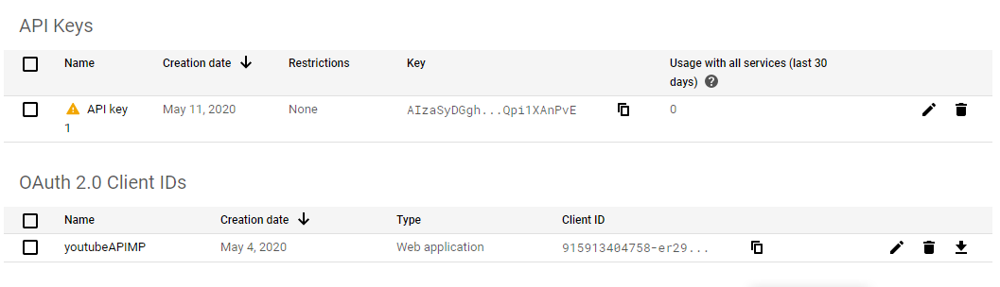 API Keys
Name Creation date Restrictions Key Usage with all services (last 30
days)
API key May 11, 2020 None AIzaSyDGgh...Qpi1XAnPvE 0
1
OAuth 2.0 Client IDs
Name Creation date Type Client ID
youtubeAPIMP May 4, 2020 Web application 915913404758-er29...